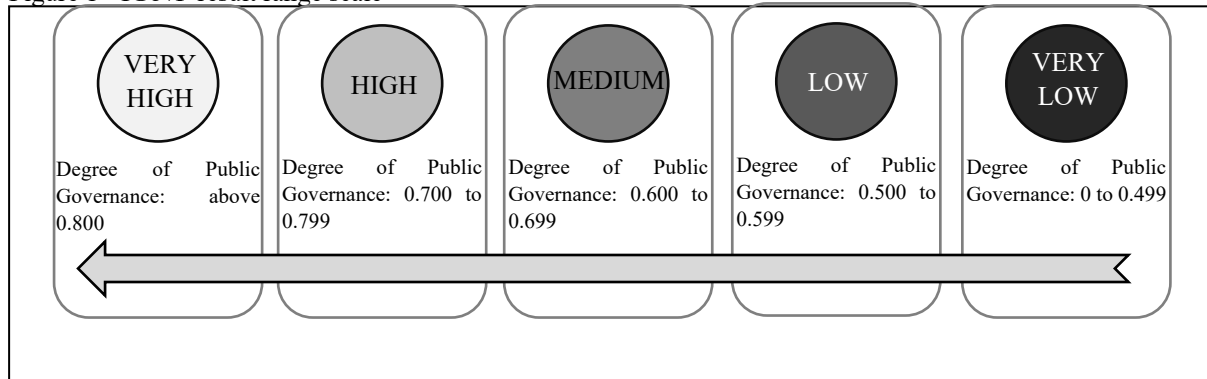 VERY
HIGH
Degree of Public
Governance: above
0.800
HIGH
Degree of Public
Governance: 0.700 to
0.799
MEDIUM
Degree of Public
Governance: 0.600 to
0.699
LOW
Degree of Public
Governance: 0.500 to
0.599
VERY
LOW
Degree of Public
Governance: 0 to 0.499